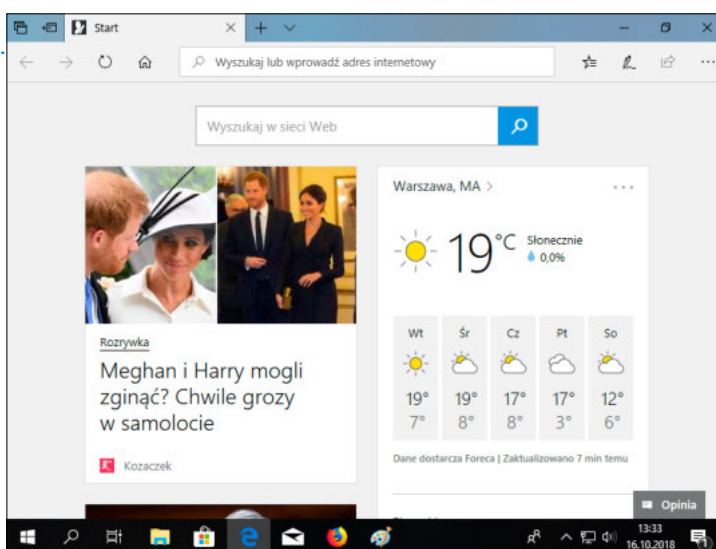 Start
Wyszukaj lub wprowadź adres internetowy
Wyszukaj w sieci Web
Rozrywka
Meghan i Harry mogli
zginąć? Chwile grozy
w samolocie
Kozaczek
Warszawa, MA >
19°C Słonecznie
0,0%
Wt Śr Cz Pt So
19° 19° 17° 17° 12°
7° 8° 8° 3° 6°
Dane dostarcza Foreca | Zaktualizowano 7 min temu
Opinia
13:33
16.10.2018